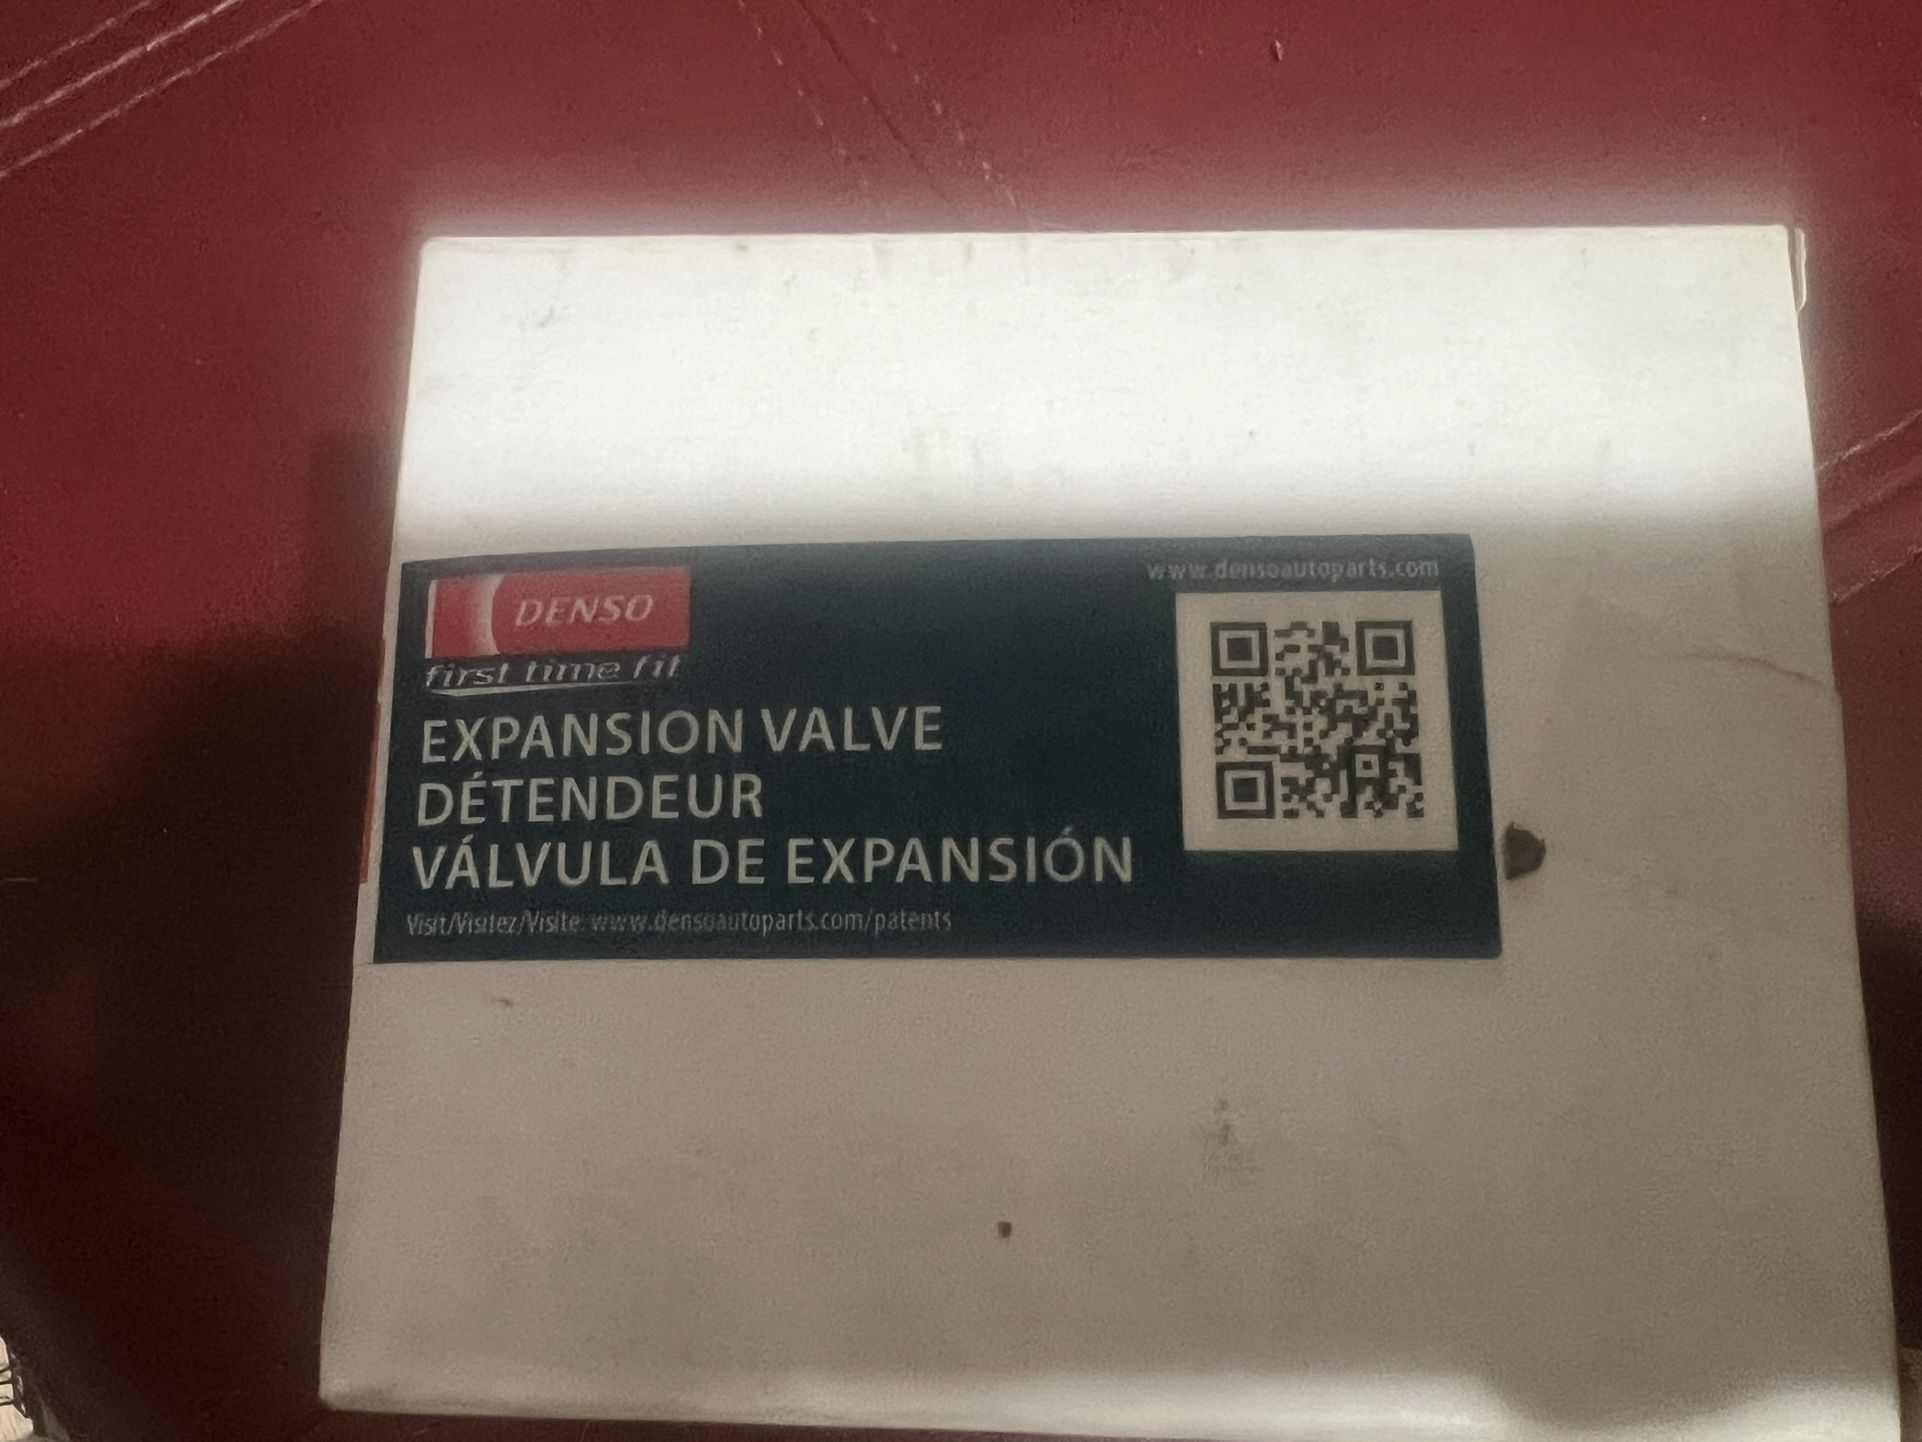 www.densoautoparts.com
DENSO
first time fit
EXPANSION VALVE
DÉTENDEUR
VÁLVULA DE EXPANSIÓN
Visit/Visitez/Visite: www.densoautoparts.com/patents